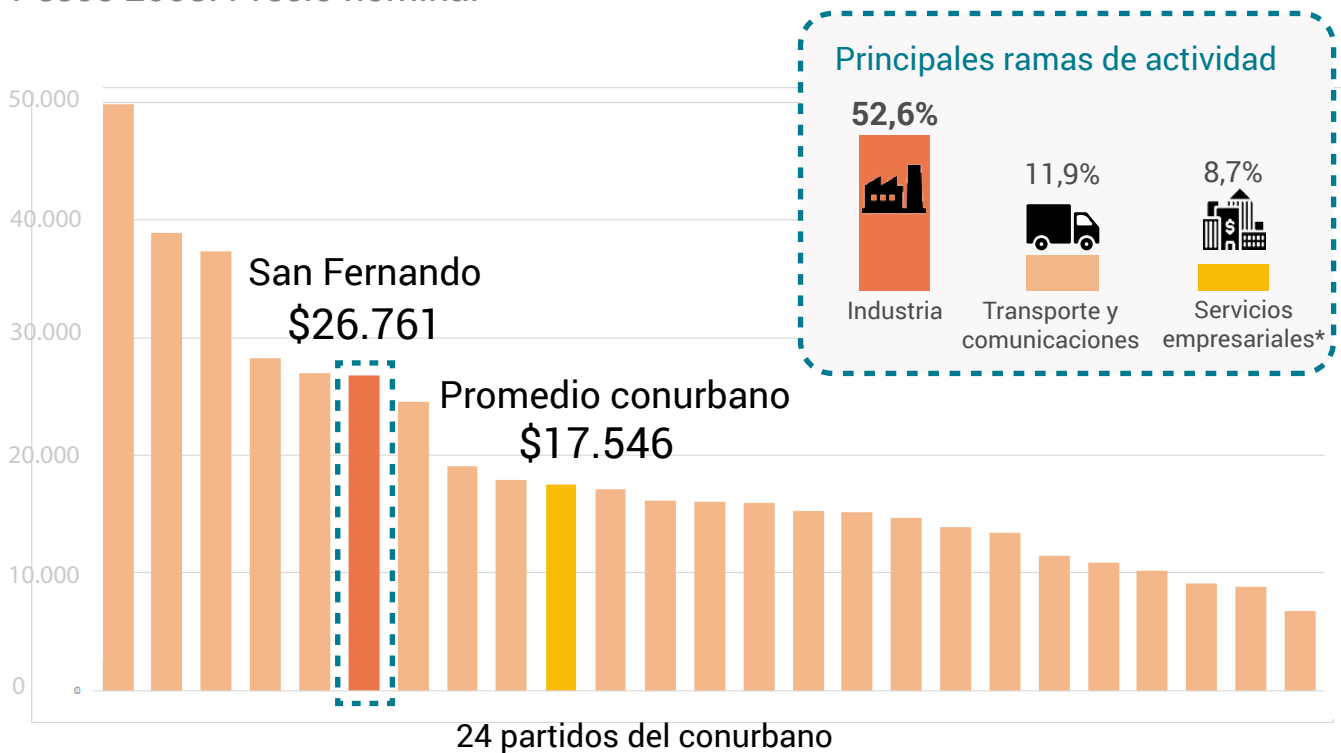 Principales ramas de actividad
52,6%
11,9%
8,7%
$
Industria
Transporte y
comunicaciones
Servicios
empresariales*
50.000
40.000
30.000
20.000
10.000
0
0
San Fernando
$26.761
Promedio conurbano
$17.546
24 partidos del conurbano